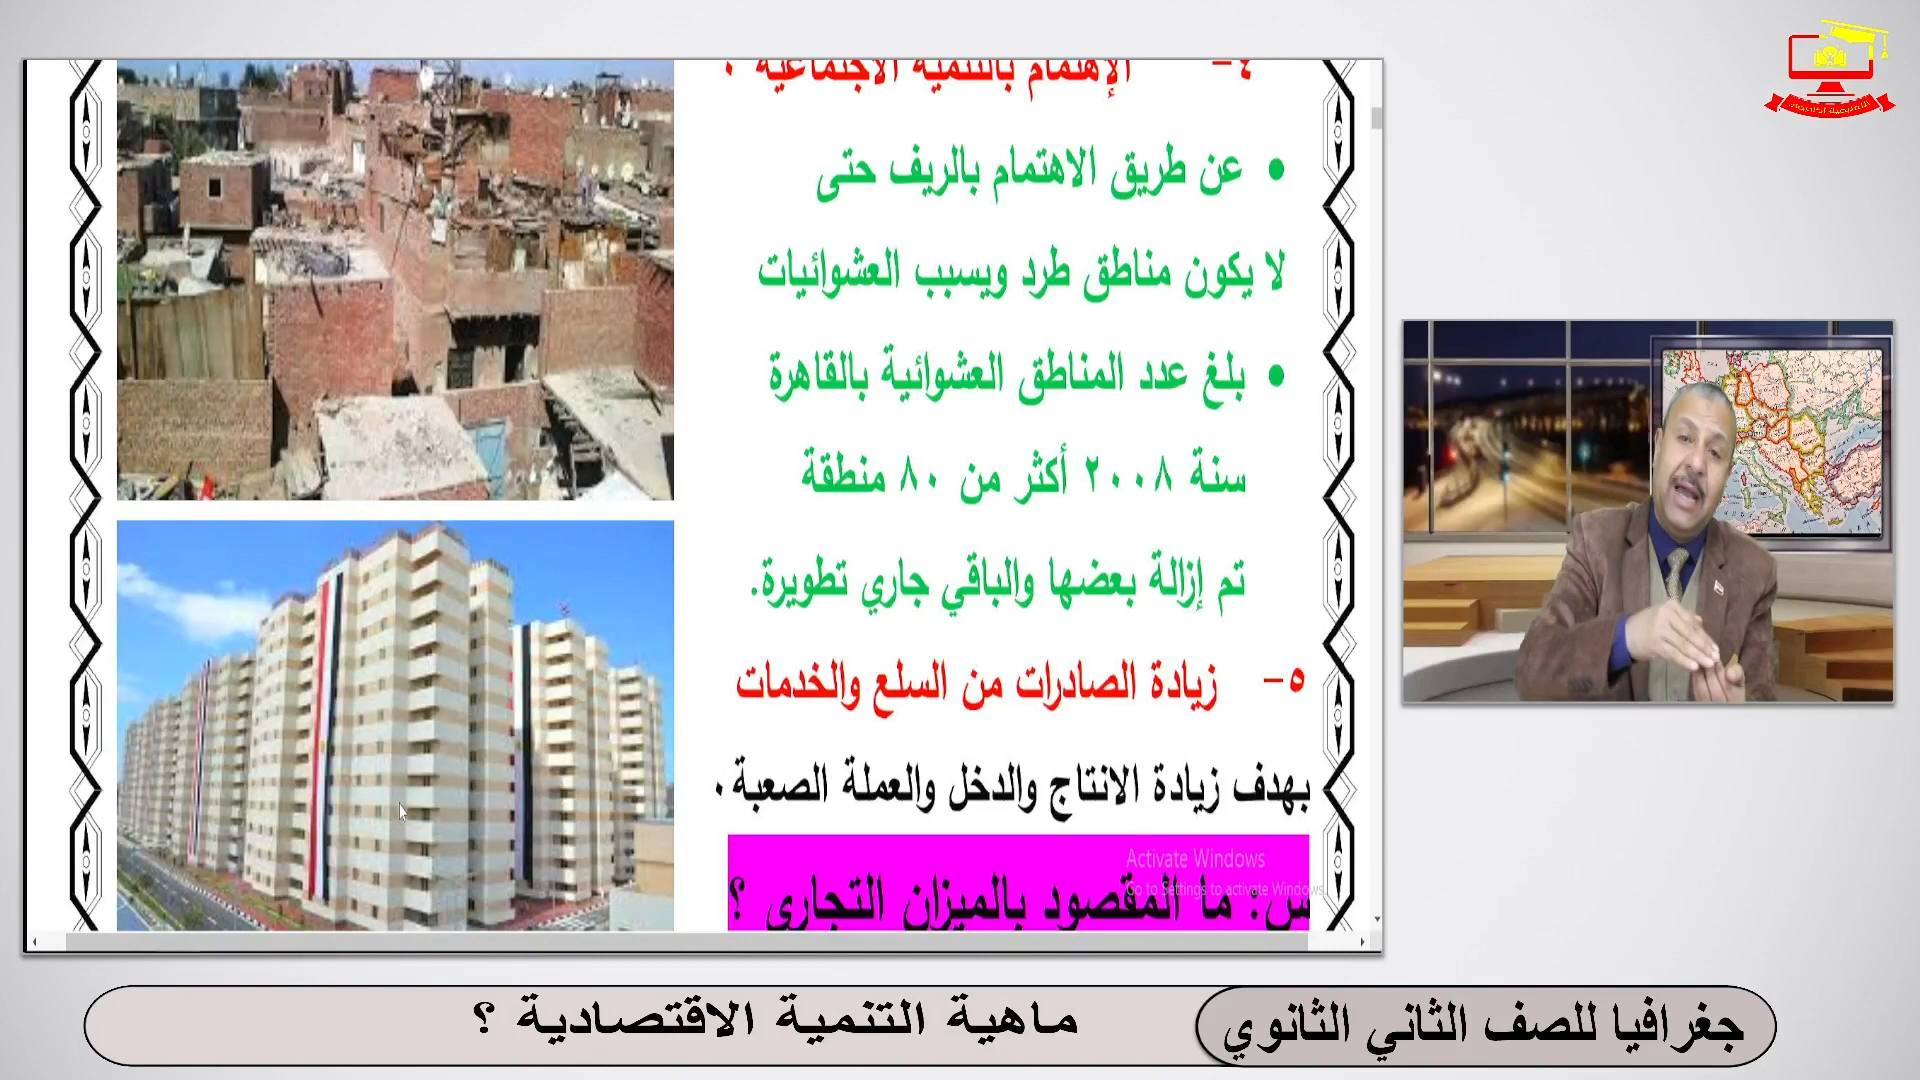 ٤- الإهتمام بالتنمية الاجتماعية ٠
• عن طريق الاهتمام بالريف حتى
لا يكون مناطق طرد ويسبب العشوائيات
• بلغ عدد المناطق العشوائية بالقاهرة
سنة ٢٠٠٨ أكثر من ٨٠ منطقة
تم إزالة بعضها والباقي جاري تطويرة.
٥- زيادة الصادرات من السلع والخدمات
بهدف زيادة الانتاج والدخل والعملة الصعبة٠
س: ما المقصود بالميزان التجاري ؟
Activate Windows
Go to Settings to activate Windows.
جغرافيا للصف الثاني الثانوي
ماهية التنمية الاقتصادية ؟